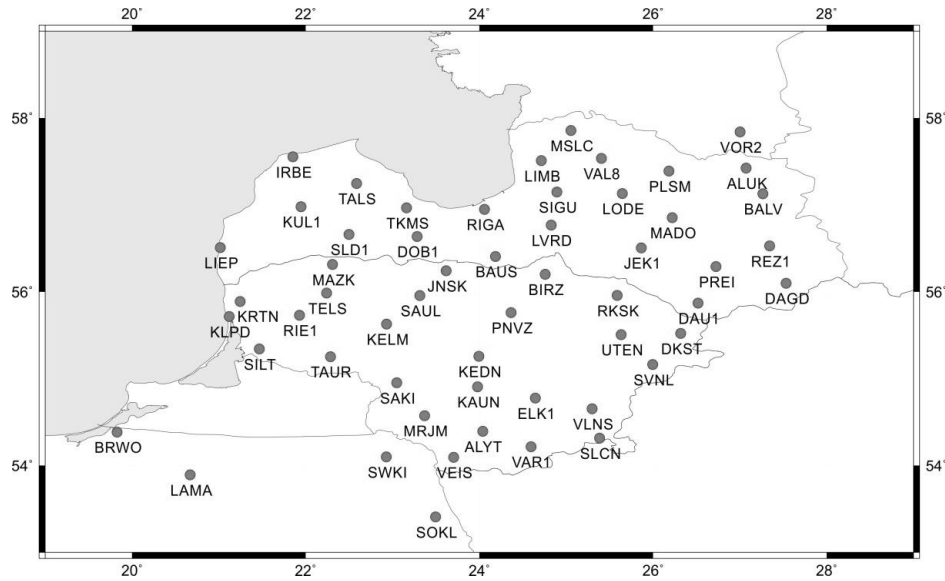 20° 22° 24° 26° 28°
58° 58°
MSLC
VOR2
IRBE
LIMB
VAL8
PLSM
ALUK
TALS
SIGU
LODE
BALV
KUL1
TKMS
RIGA
MADO
SLD1
DOB1
LVRD
LIEP
BAUS
JEK1
REZ1
MAZK
JNSK
BIRZ
PREI
56° 56°
DAGD
TELS
KRTN
SAUL
RKSK
DAU1
KLPD
RIE1
KELM
PNVZ
UTEN
DKST
SILT
TAUR
KEDN
SVNL
SAKI
KAUN
ELK1
VLNS
MRJM
BRWO
ALYT
VAR1
SLCN
54° 54°
SWKI
VEIS
LAMA
SOKL
20° 22° 24° 26° 28°